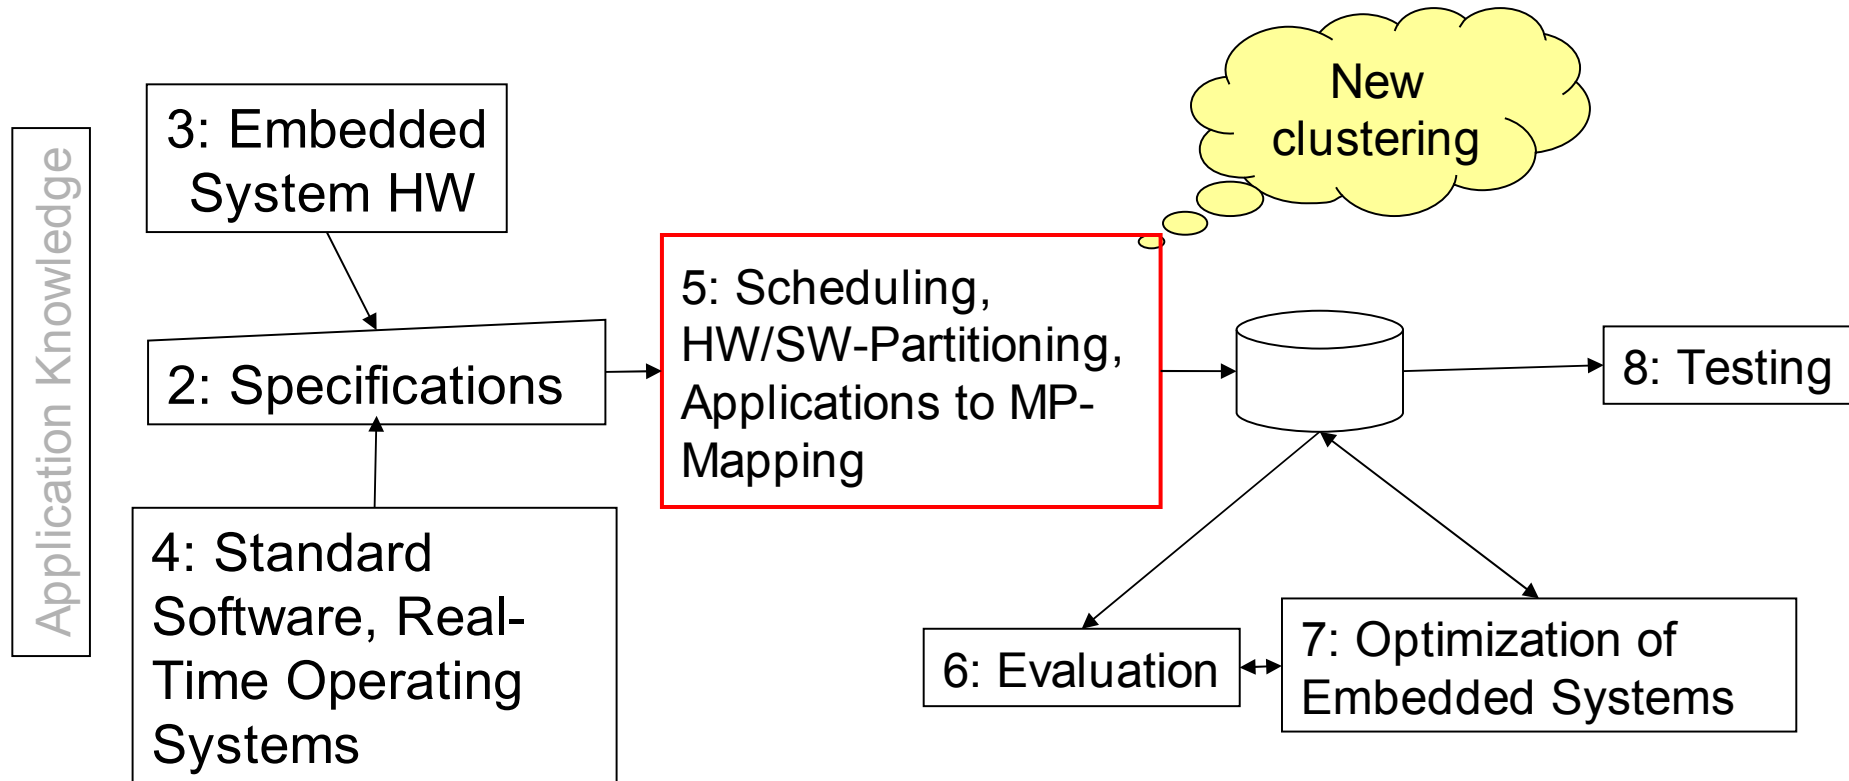 Application Knowledge
3: Embedded
System HW
2: Specifications
4: Standard
Software, Real-
Time Operating
Systems
5: Scheduling,
HW/SW-Partitioning,
Applications to MP-
Mapping
New
clustering
8: Testing
6: Evaluation
7: Optimization of
Embedded Systems